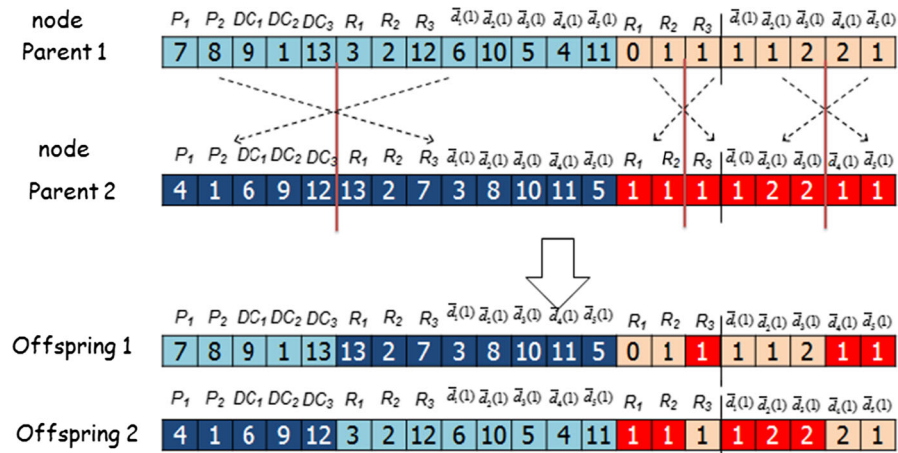 node P₁ P₂ DC₁ DC₂ DC₃ R₁ R₂ R₃ a̅₁(1) a̅₂(1) a̅₃(1) a̅₄(1) a̅₅(1) R₁ R₂ R₃ a̅₁(1) a̅₂(1) a̅₃(1) a̅₄(1) a̅₅(1)
Parent 1 7 8 9 1 13 3 2 12 6 10 5 4 11 0 1 1 1 1 2 2 1
node P₁ P₂ DC₁ DC₂ DC₃ R₁ R₂ R₃ a̅₁(1) a̅₂(1) a̅₃(1) a̅₄(1) a̅₅(1) R₁ R₂ R₃ a̅₁(1) a̅₂(1) a̅₃(1) a̅₄(1) a̅₅(1)
Parent 2 4 1 6 9 12 13 2 7 3 8 10 11 5 1 1 1 1 2 2 1 1
P₁ P₂ DC₁ DC₂ DC₃ R₁ R₂ R₃ a̅₁(1) a̅₂(1) a̅₃(1) a̅₄(1) a̅₅(1) R₁ R₂ R₃ a̅₁(1) a̅₂(1) a̅₃(1) a̅₄(1) a̅₅(1)
Offspring 1 7 8 9 1 13 13 2 7 3 8 10 11 5 0 1 1 1 1 2 1 1
P₁ P₂ DC₁ DC₂ DC₃ R₁ R₂ R₃ a̅₁(1) a̅₂(1) a̅₃(1) a̅₄(1) a̅₅(1) R₁ R₂ R₃ a̅₁(1) a̅₂(1) a̅₃(1) a̅₄(1) a̅₅(1)
Offspring 2 4 1 6 9 12 3 2 12 6 10 5 4 11 1 1 1 1 2 2 2 1